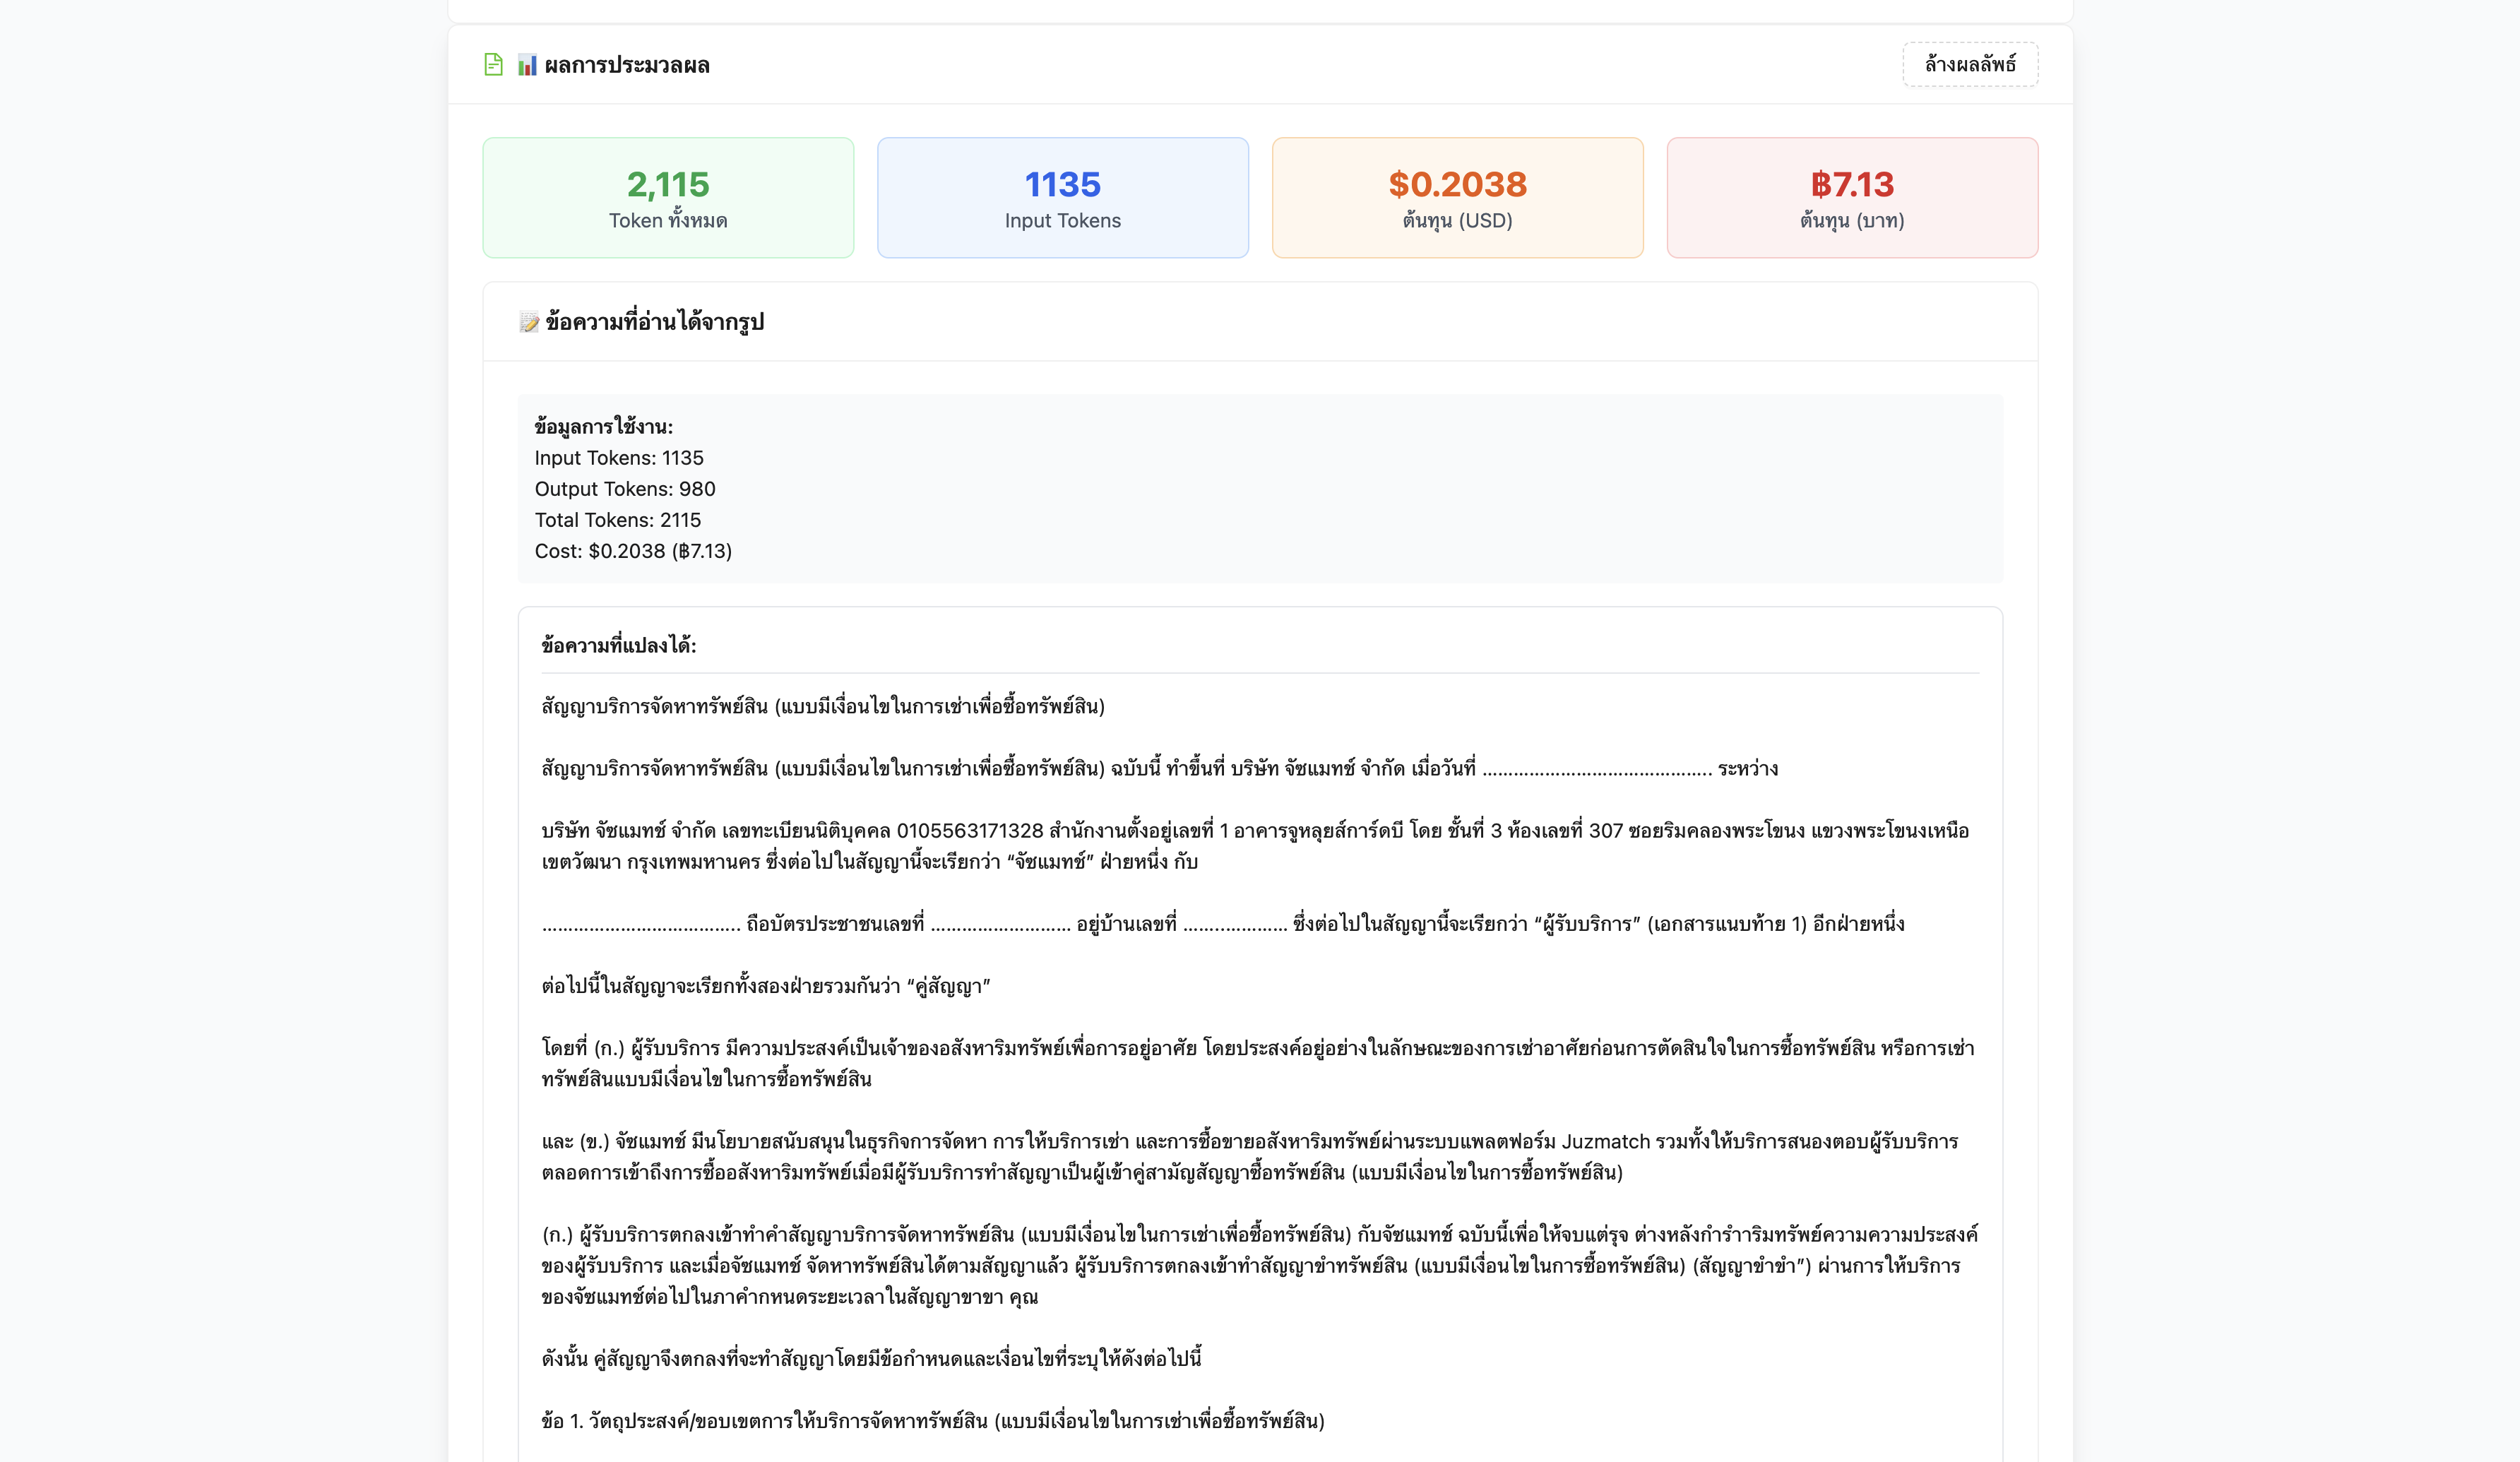 ผลการประมวลผล
ล้างผลลัพธ์
2,115
Token ทั้งหมด
1135
Input Tokens
$0.2038
ต้นทุน (USD)
฿7.13
ต้นทุน (บาท)
ข้อความที่อ่านได้จากรูป
ข้อมูลการใช้งาน:
Input Tokens: 1135
Output Tokens: 980
Total Tokens: 2115
Cost: $0.2038 (฿7.13)
ข้อความที่แปลงได้:
สัญญาบริการจัดหาทรัพย์สิน (แบบมีเงื่อนไขในการเช่าเพื่อซื้อทรัพย์สิน)
สัญญาบริการจัดหาทรัพย์สิน (แบบมีเงื่อนไขในการเช่าเพื่อซื้อทรัพย์สิน) ฉบับนี้ ทำขึ้นที่ บริษัท จัซแมทช์ จำกัด เมื่อวันที่ …………………………………….. ระหว่าง
บริษัท จัซแมทช์ จำกัด เลขทะเบียนนิติบุคคล 0105563171328 สำนักงานตั้งอยู่เลขที่ 1 อาคารจูหลุยส์การ์ดบี โดย ชั้นที่ 3 ห้องเลขที่ 307 ซอยริมคลองพระโขนง แขวงพระโขนงเหนือ
เขตวัฒนา กรุงเทพมหานคร ซึ่งต่อไปในสัญญานี้จะเรียกว่า “จัซแมทช์” ฝ่ายหนึ่ง กับ
……………………………….. ถือบัตรประชาชนเลขที่ ……………………… อยู่บ้านเลขที่ ……..………… ซึ่งต่อไปในสัญญานี้จะเรียกว่า “ผู้รับบริการ” (เอกสารแนบท้าย 1) อีกฝ่ายหนึ่ง
ต่อไปนี้ในสัญญาจะเรียกทั้งสองฝ่ายรวมกันว่า “คู่สัญญา”
โดยที่ (ก.) ผู้รับบริการ มีความประสงค์เป็นเจ้าของอสังหาริมทรัพย์เพื่อการอยู่อาศัย โดยประสงค์อยู่อย่างในลักษณะของการเช่าอาศัยก่อนการตัดสินใจในการซื้อทรัพย์สิน หรือการเช่า
ทรัพย์สินแบบมีเงื่อนไขในการซื้อทรัพย์สิน
และ (ข.) จัซแมทช์ มีนโยบายสนับสนุนในธุรกิจการจัดหา การให้บริการเช่า และการซื้อขายอสังหาริมทรัพย์ผ่านระบบแพลตฟอร์ม Juzmatch รวมทั้งให้บริการสนองตอบผู้รับบริการ
ตลอดการเข้าถึงการซื้ออสังหาริมทรัพย์เมื่อมีผู้รับบริการทำสัญญาเป็นผู้เข้าคู่สามัญสัญญาซื้อทรัพย์สิน (แบบมีเงื่อนไขในการซื้อทรัพย์สิน)
(ก.) ผู้รับบริการตกลงเข้าทำคำสัญญาบริการจัดหาทรัพย์สิน (แบบมีเงื่อนไขในการเช่าเพื่อซื้อทรัพย์สิน) กับจัซแมทช์ ฉบับนี้เพื่อให้จบแต่รุจ ต่างหลังกำรำาริมทรัพย์ความความประสงค์
ของผู้รับบริการ และเมื่อจัซแมทช์ จัดหาทรัพย์สินได้ตามสัญญาแล้ว ผู้รับบริการตกลงเข้าทำสัญญาขำทรัพย์สิน (แบบมีเงื่อนไขในการซื้อทรัพย์สิน) (สัญญาขำขำ”) ผ่านการให้บริการ
ของจัซแมทช์ต่อไปในภาคำกหนดระยะเวลาในสัญญาขาขา คุณ
ดังนั้น คู่สัญญาจึงตกลงที่จะทำสัญญาโดยมีข้อกำหนดและเงื่อนไขที่ระบุให้ดังต่อไปนี้
ข้อ 1. วัตถุประสงค์/ขอบเขตการให้บริการจัดหาทรัพย์สิน (แบบมีเงื่อนไขในการเช่าเพื่อซื้อทรัพย์สิน)